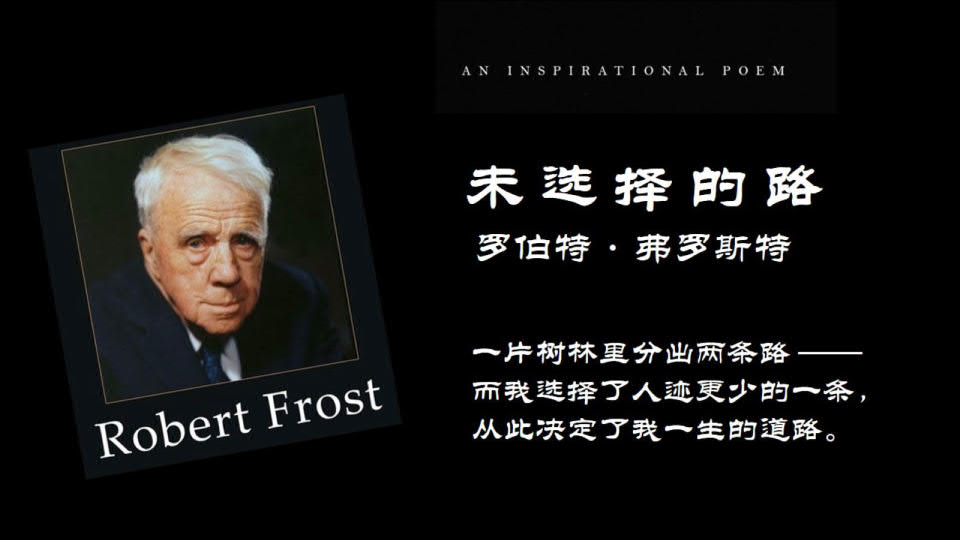 AN INSPIRATIONAL POEM
未选择的路
罗伯特·弗罗斯特
一片树林里分出两条路——
而我选择了人迹更少的一条，
从此决定了我一生的道路。
Robert Frost